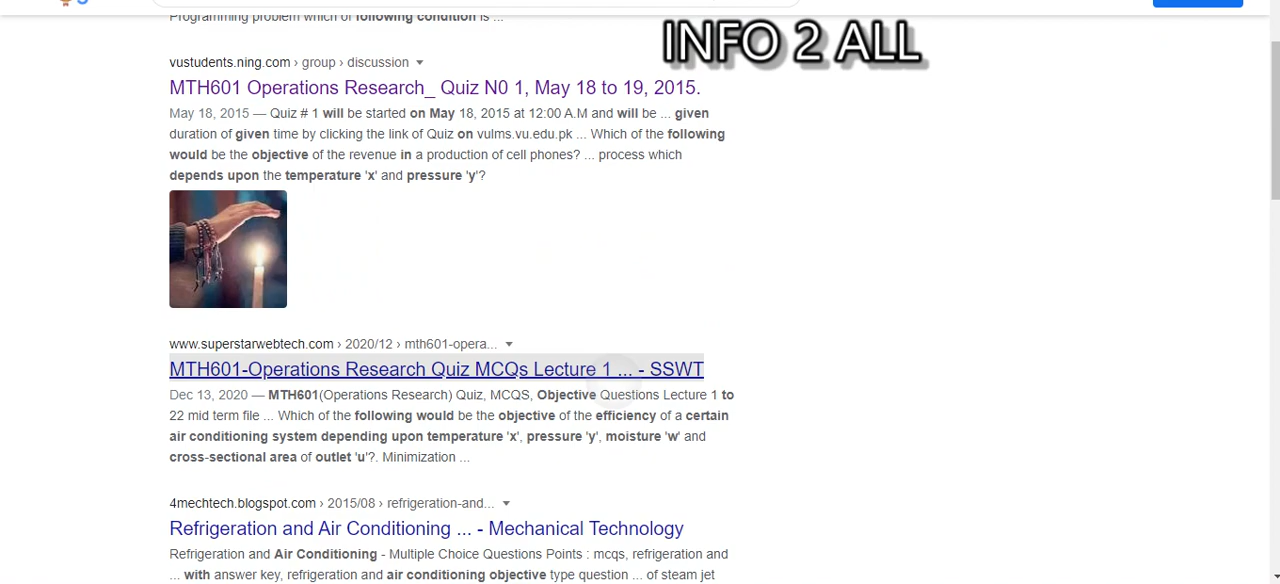 Programming problem which of following condition is ...
INFO 2 ALL
vustudents.ning.com › group › discussion
MTH601 Operations Research_ Quiz N0 1, May 18 to 19, 2015.
May 18, 2015 — Quiz # 1 will be started on May 18, 2015 at 12:00 A.M and will be ... given
duration of given time by clicking the link of Quiz on vulms.vu.edu.pk ... Which of the following
would be the objective of the revenue in a production of cell phones? ... process which
depends upon the temperature 'x' and pressure 'y'?
www.superstarwebtech.com › 2020/12 › mth601-opera...
MTH601-Operations Research Quiz MCQs Lecture 1 ... - SSWT
Dec 13, 2020 — MTH601(Operations Research) Quiz, MCQS, Objective Questions Lecture 1 to
22 mid term file ... Which of the following would be the objective of the efficiency of a certain
air conditioning system depending upon temperature 'x', pressure 'y', moisture 'w' and
cross-sectional area of outlet 'u'?. Minimization ...
4mechtech.blogspot.com › 2015/08 › refrigeration-and...
Refrigeration and Air Conditioning ... - Mechanical Technology
Refrigeration and Air Conditioning - Multiple Choice Questions Points : mcqs, refrigeration and
... with answer key, refrigeration and air conditioning objective type question ... of steam jet